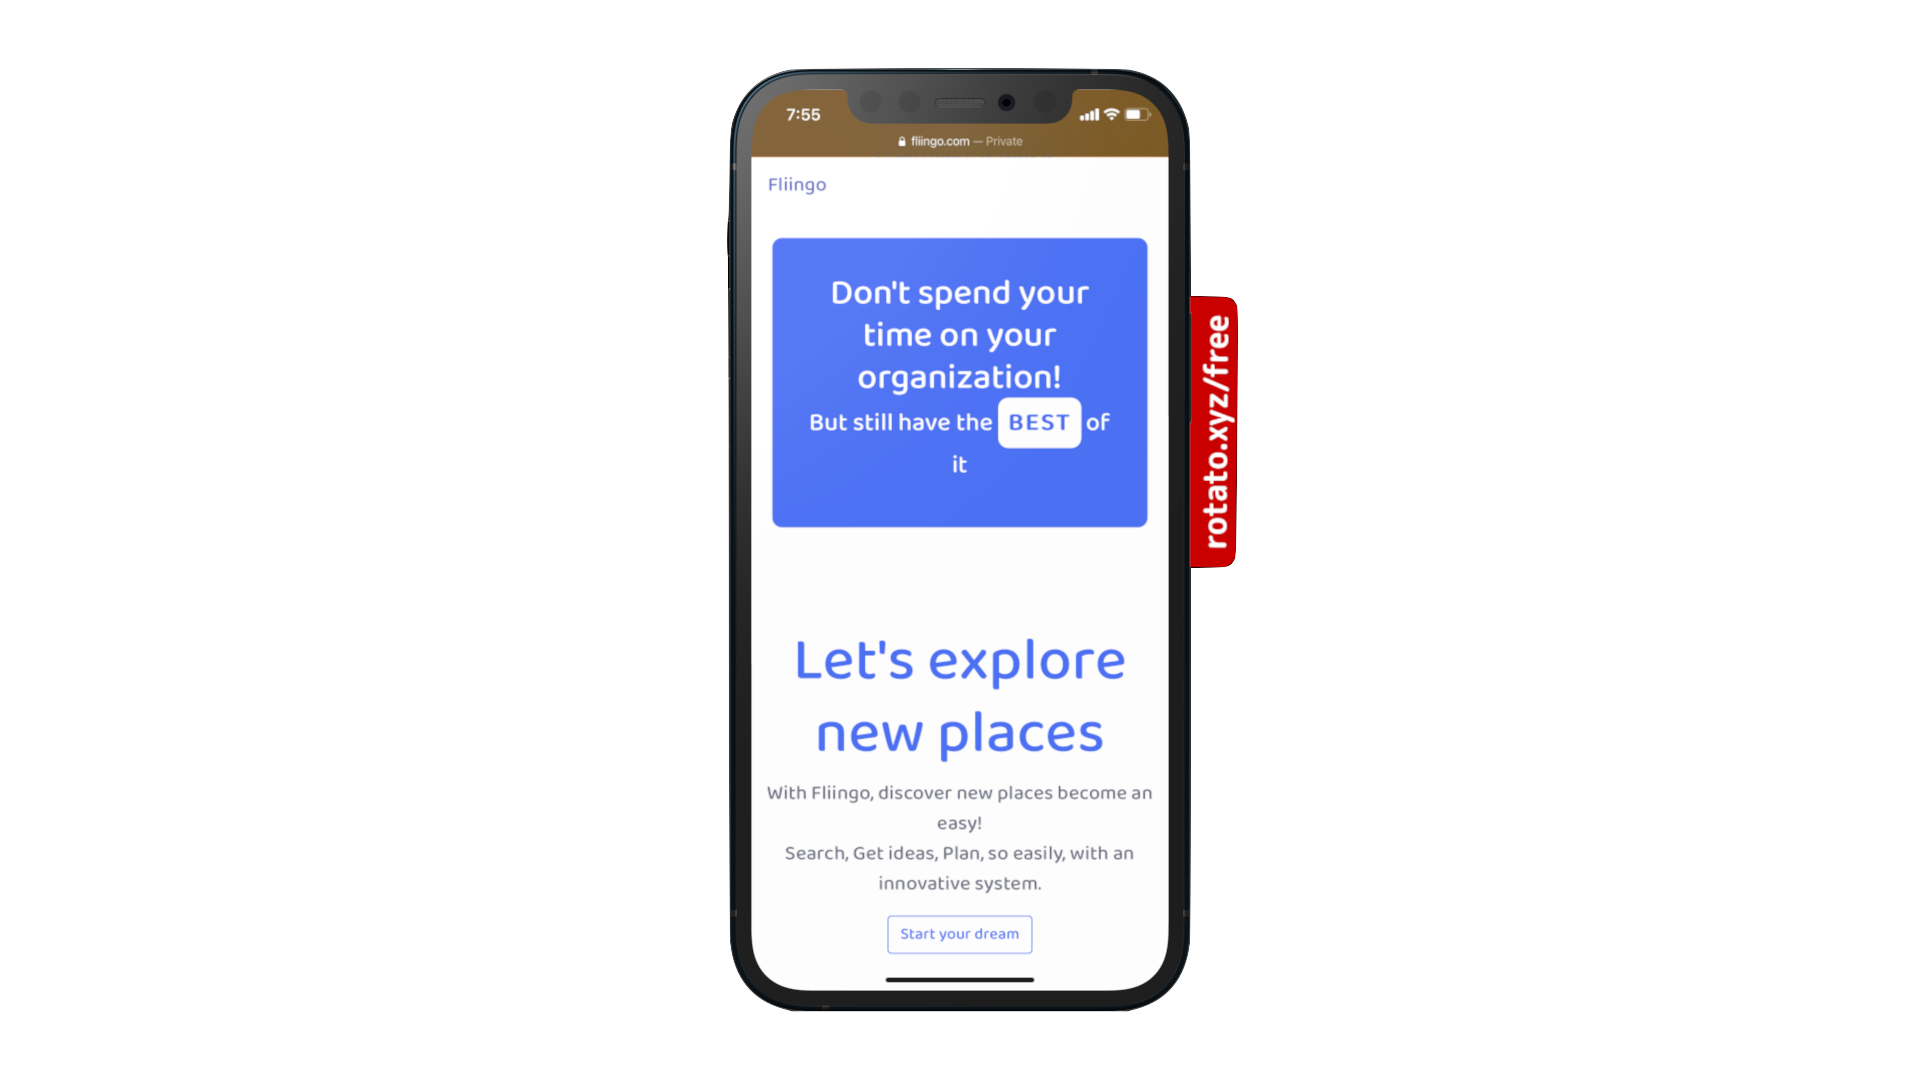 7:55
fliingo.com — Private
Fliingo
Don't spend your
time on your
organization!
But still have the BEST of
it
Let's explore
new places
With Fliingo, discover new places become an
easy!
Search, Get ideas, Plan, so easily, with an
innovative system.
Start your dream
rotato.xyz/free